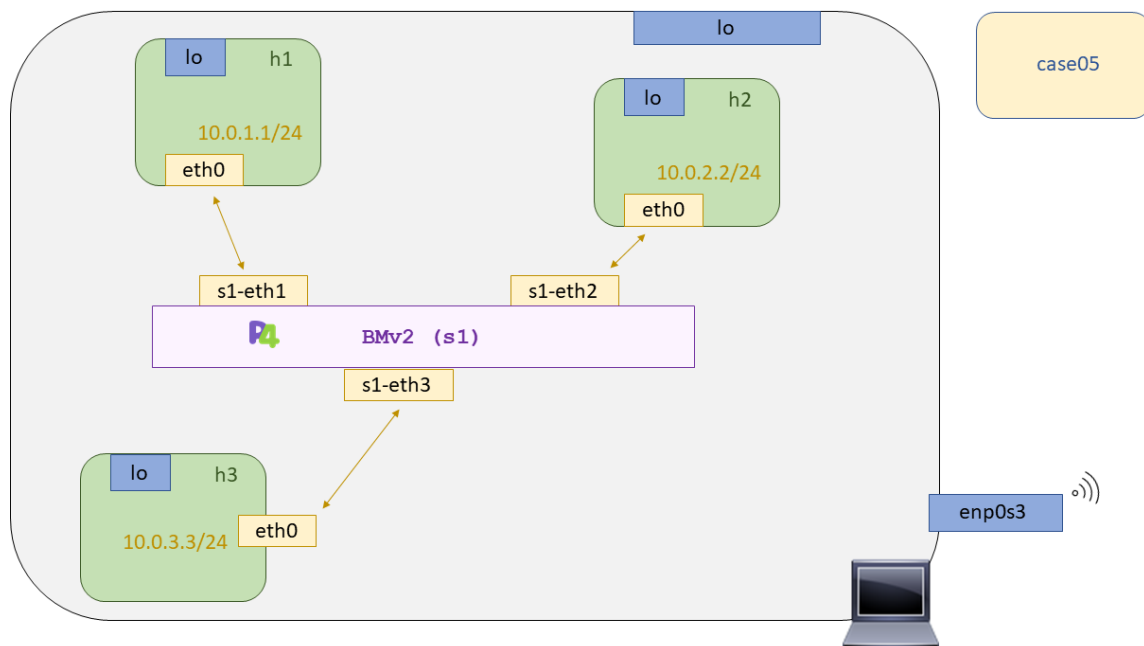 lo
case05
lo
h1
10.0.1.1/24
eth0
lo
h2
10.0.2.2/24
eth0
s1-eth1
s1-eth2
P4
BMv2 (s1)
s1-eth3
lo
h3
10.0.3.3/24
eth0
enp0s3